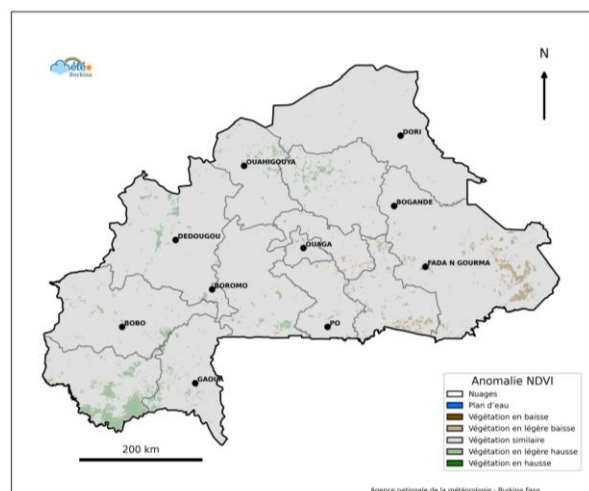 été
Burkina
N
DORI
OUAHIGOUYA
BOGANDE
DEDOUGOU
OUAGA
FADA N GOURMA
BOROMO
BOBO
PO
GAOUA
Anomalie NDVI
Nuages
Plan d'eau
Végétation en baisse
Végétation en légère baisse
Végétation similaire
Végétation en légère hausse
Végétation en hausse
200 km
Agence nationale de la météorologie - Burkina Faso